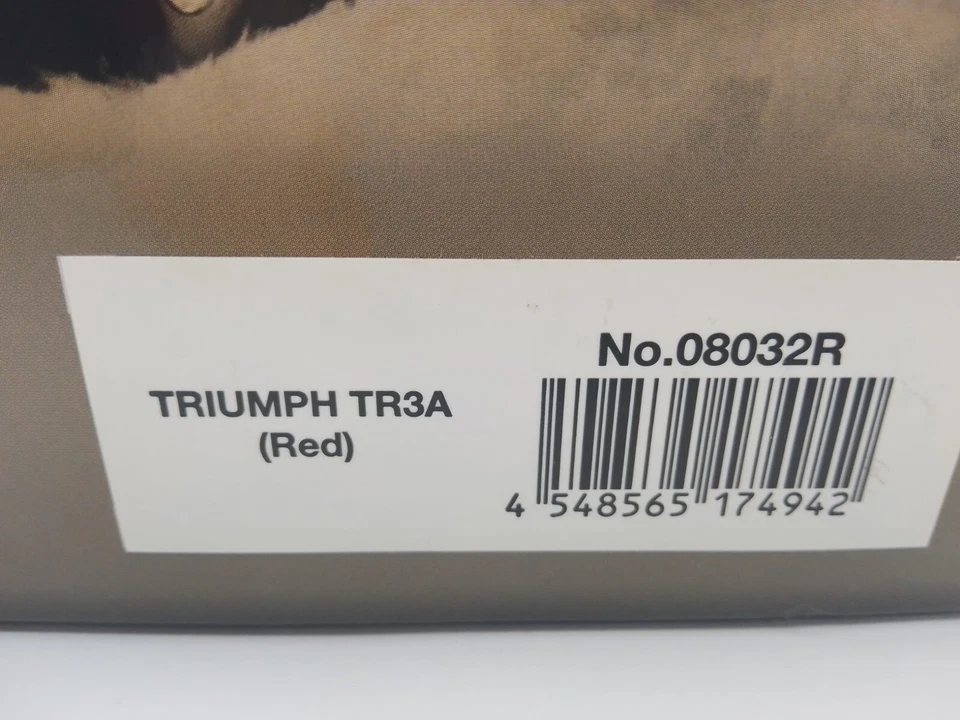 TRIUMPH TR3A
(Red)
No.08032R
4 548565 174942